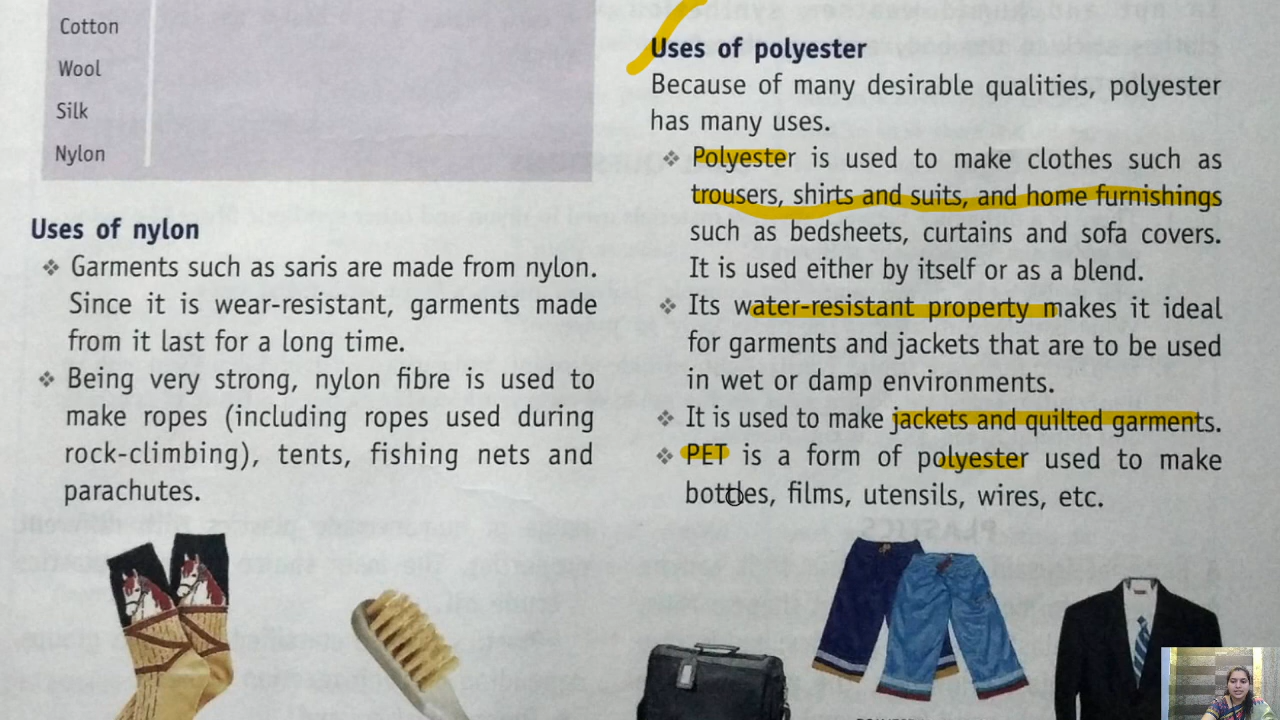 Cotton
Wool
Silk
Nylon
Uses of nylon
❖ Garments such as saris are made from nylon.
Since it is wear-resistant, garments made
from it last for a long time.
❖ Being very strong, nylon fibre is used to
make ropes (including ropes used during
rock-climbing), tents, fishing nets and
parachutes.
Uses of polyester
Because of many desirable qualities, polyester
has many uses.
❖ Polyester is used to make clothes such as
trousers, shirts and suits, and home furnishings
such as bedsheets, curtains and sofa covers.
It is used either by itself or as a blend.
❖ Its water-resistant property makes it ideal
for garments and jackets that are to be used
in wet or damp environments.
❖ It is used to make jackets and quilted garments.
❖ PET is a form of polyester used to make
bottles, films, utensils, wires, etc.